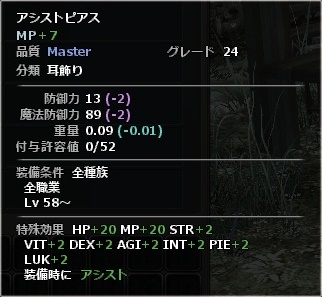 アシストピアス
MP+7
品質 Master グレード 24
分類 耳飾り
防御力 13 (-2)
魔法防御力 89 (-2)
重量 0.09 (-0.01)
付与許容値 0/52
装備条件 全種族
全職業
Lv 58～
特殊効果 HP+20 MP+20 STR+2
VIT+2 DEX+2 AGI+2 INT+2 PIE+2
LUK+2
装備時に アシスト